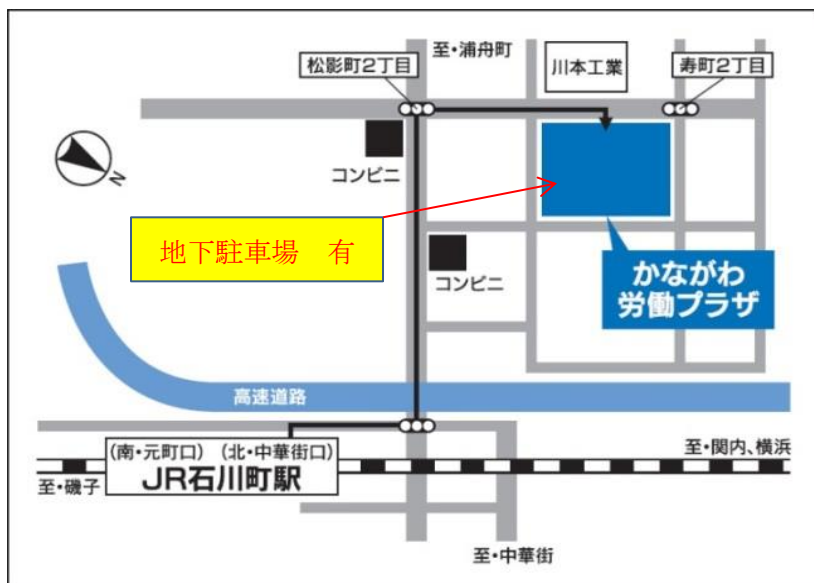 至・浦舟町
松影町2丁目
川本工業
寿町2丁目
コンビニ
N
地下駐車場　有
コンビニ
かながわ
労働プラザ
高速道路
(南・元町口) (北・中華街口)
JR石川町駅
至・関内、横浜
至・磯子
至・中華街